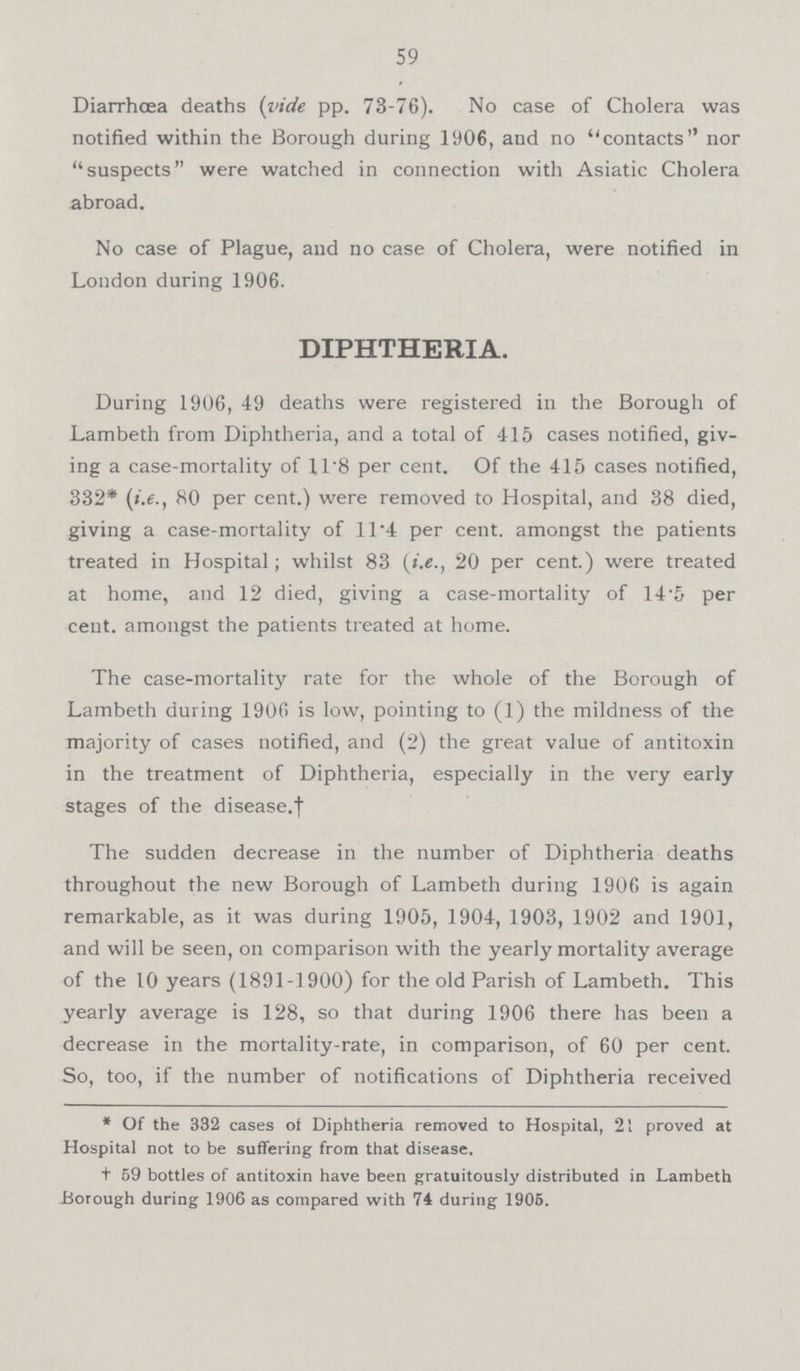 59
Diarrhœa deaths (vide pp. 73-76). No case of Cholera was
notified within the Borough during 1906, and no "contacts" nor
"suspects" were watched in connection with Asiatic Cholera
abroad.
No case of Plague, and no case of Cholera, were notified in
London during 1906.
DIPHTHERIA.
During 1906, 49 deaths were registered in the Borough of
Lambeth from Diphtheria, and a total of 415 cases notified, giv-
ing a case-mortality of 11·8 per cent. Of the 415 cases notified,
332* (i.e., 80 per cent.) were removed to Hospital, and 38 died,
giving a case-mortality of 11·4 per cent. amongst the patients
treated in Hospital; whilst 83 (i.e., 20 per cent.) were treated
at home, and 12 died, giving a case-mortality of 14·5 per
cent. amongst the patients treated at home.
The case-mortality rate for the whole of the Borough of
Lambeth during 1906 is low, pointing to (1) the mildness of the
majority of cases notified, and (2) the great value of antitoxin
in the treatment of Diphtheria, especially in the very early
stages of the disease.†
The sudden decrease in the number of Diphtheria deaths
throughout the new Borough of Lambeth during 1906 is again
remarkable, as it was during 1905, 1904, 1903, 1902 and 1901,
and will be seen, on comparison with the yearly mortality average
of the 10 years (1891-1900) for the old Parish of Lambeth. This
yearly average is 128, so that during 1906 there has been a
decrease in the mortality-rate, in comparison, of 60 per cent.
So, too, if the number of notifications of Diphtheria received
* Of the 332 cases of Diphtheria removed to Hospital, 21 proved at
Hospital not to be suffering from that disease.
† 59 bottles of antitoxin have been gratuitously distributed in Lambeth
Borough during 1906 as compared with 74 during 1905.